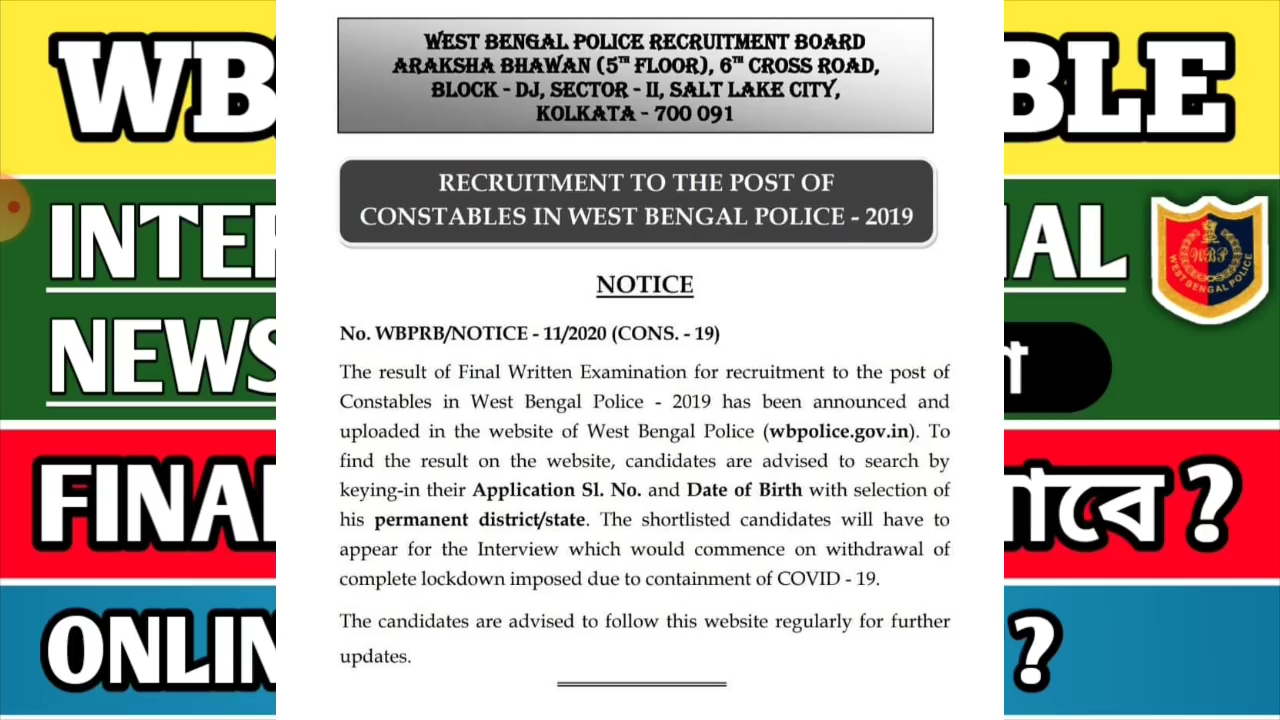 WEST BENGAL POLICE RECRUITMENT BOARD
ARAKSHA BHAWAN (5TH FLOOR), 6TH CROSS ROAD,
BLOCK - DJ, SECTOR - II, SALT LAKE CITY,
KOLKATA - 700 091
RECRUITMENT TO THE POST OF
CONSTABLES IN WEST BENGAL POLICE - 2019
NOTICE
No. WBPRB/NOTICE - 11/2020 (CONS. - 19)
The result of Final Written Examination for recruitment to the post of
Constables in West Bengal Police - 2019 has been announced and
uploaded in the website of West Bengal Police (wbpolice.gov.in). To
find the result on the website, candidates are advised to search by
keying-in their Application Sl. No. and Date of Birth with selection of
his permanent district/state. The shortlisted candidates will have to
appear for the Interview which would commence on withdrawal of
complete lockdown imposed due to containment of COVID - 19.
The candidates are advised to follow this website regularly for further
updates.
WB
BLE
INTE
NEWS
FINA
ONLIN
?
WBP
WEST BENGAL POLICE